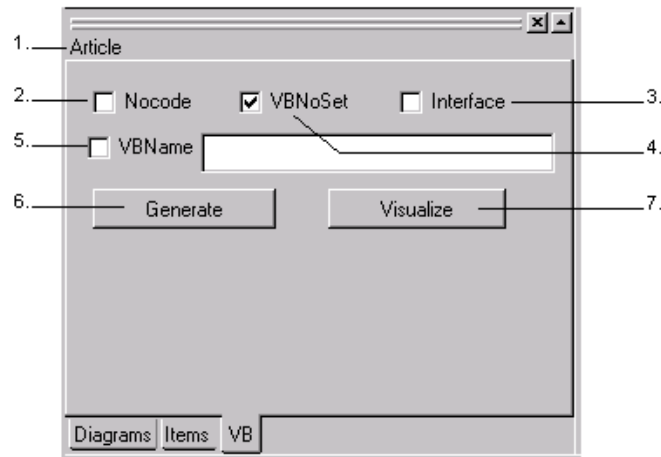 1. Article
2. Nocode VBNoSet Interface 3.
5. VBName 4.
6. Generate Visualize 7.
Diagrams Items VB